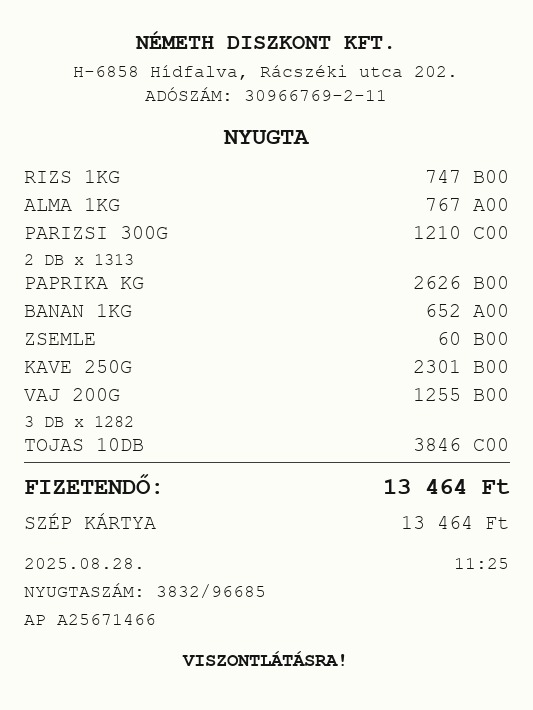 NÉMETH DISZKONT KFT.
H-6858 Hídfalva, Rácszéki utca 202.
ADÓSZÁM: 30966769-2-11
NYUGTA
RIZS 1KG 747 B00
ALMA 1KG 767 A00
PARIZSI 300G 1210 C00
2 DB x 1313
PAPRIKA KG 2626 B00
BANAN 1KG 652 A00
ZSEMLE 60 B00
KAVE 250G 2301 B00
VAJ 200G 1255 B00
3 DB x 1282
TOJAS 10DB 3846 C00
FIZETENDŐ: 13 464 Ft
SZÉP KÁRTYA 13 464 Ft
2025.08.28. 11:25
NYUGTASZÁM: 3832/96685
AP A25671466
VISZONTLÁTÁSRA!